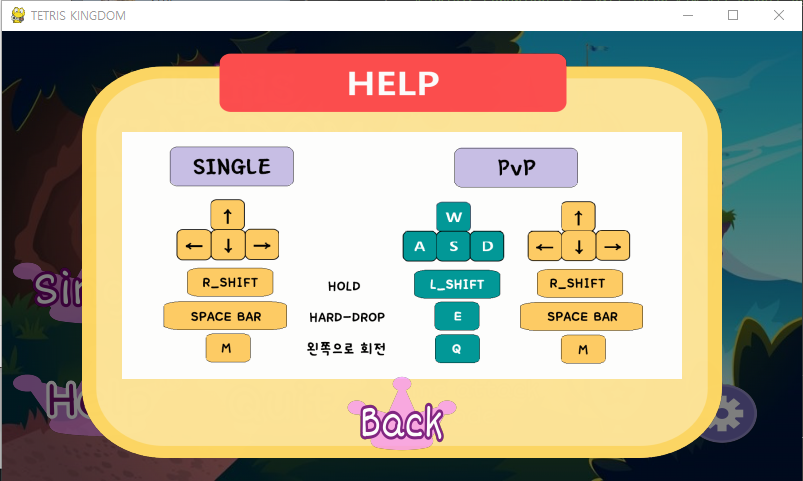 TETRIS KINGDOM
HELP
SINGLE
PvP
↑
← ↓ →
W
A S D
↑
← ↓ →
R_SHIFT
HOLD
L_SHIFT
R_SHIFT
SPACE BAR
HARD-DROP
E
SPACE BAR
M
왼쪽으로 회전
Q
M
Back